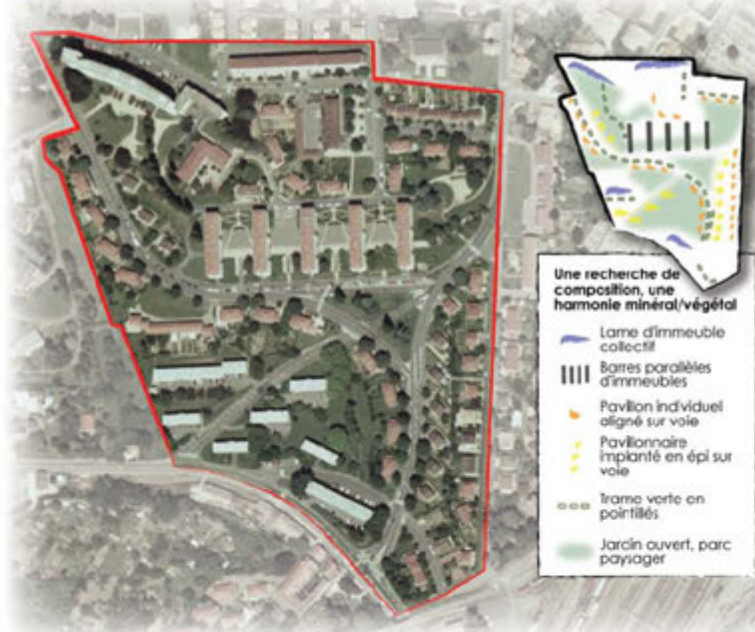 Une recherche de
composition, une
harmonie minéral/végétal
Lame d'immeuble
collectif
Barres parallèles
d'immeubles
Pavillon individuel
aligné sur voie
Pavillonnaire
implanté en épi sur
voie
Trame verte en
pointillés
Jardin ouvert, parc
paysager